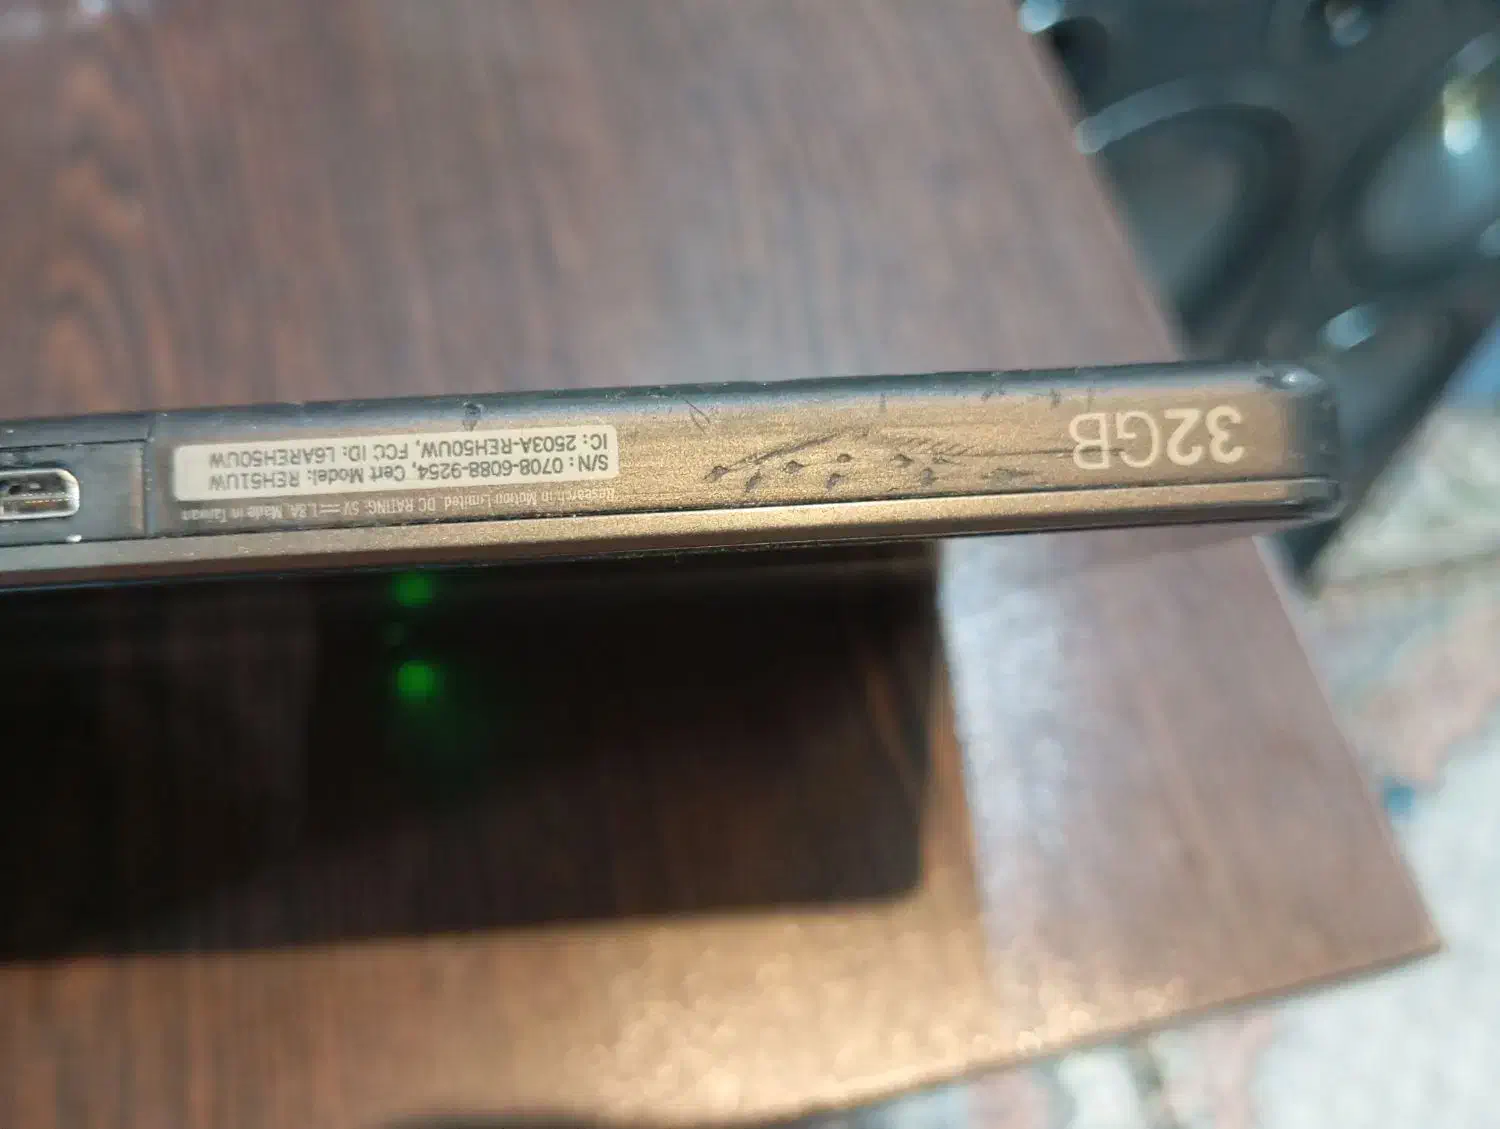 32GB
S/N: 0708-6088-9254, Cert Model: REH51UW
IC: 2503A-REH50UW, FCC ID: L6AREH50UW
Research in Motion Limited. DC RATING: 5V⎓1.8A. Made in Taiwan